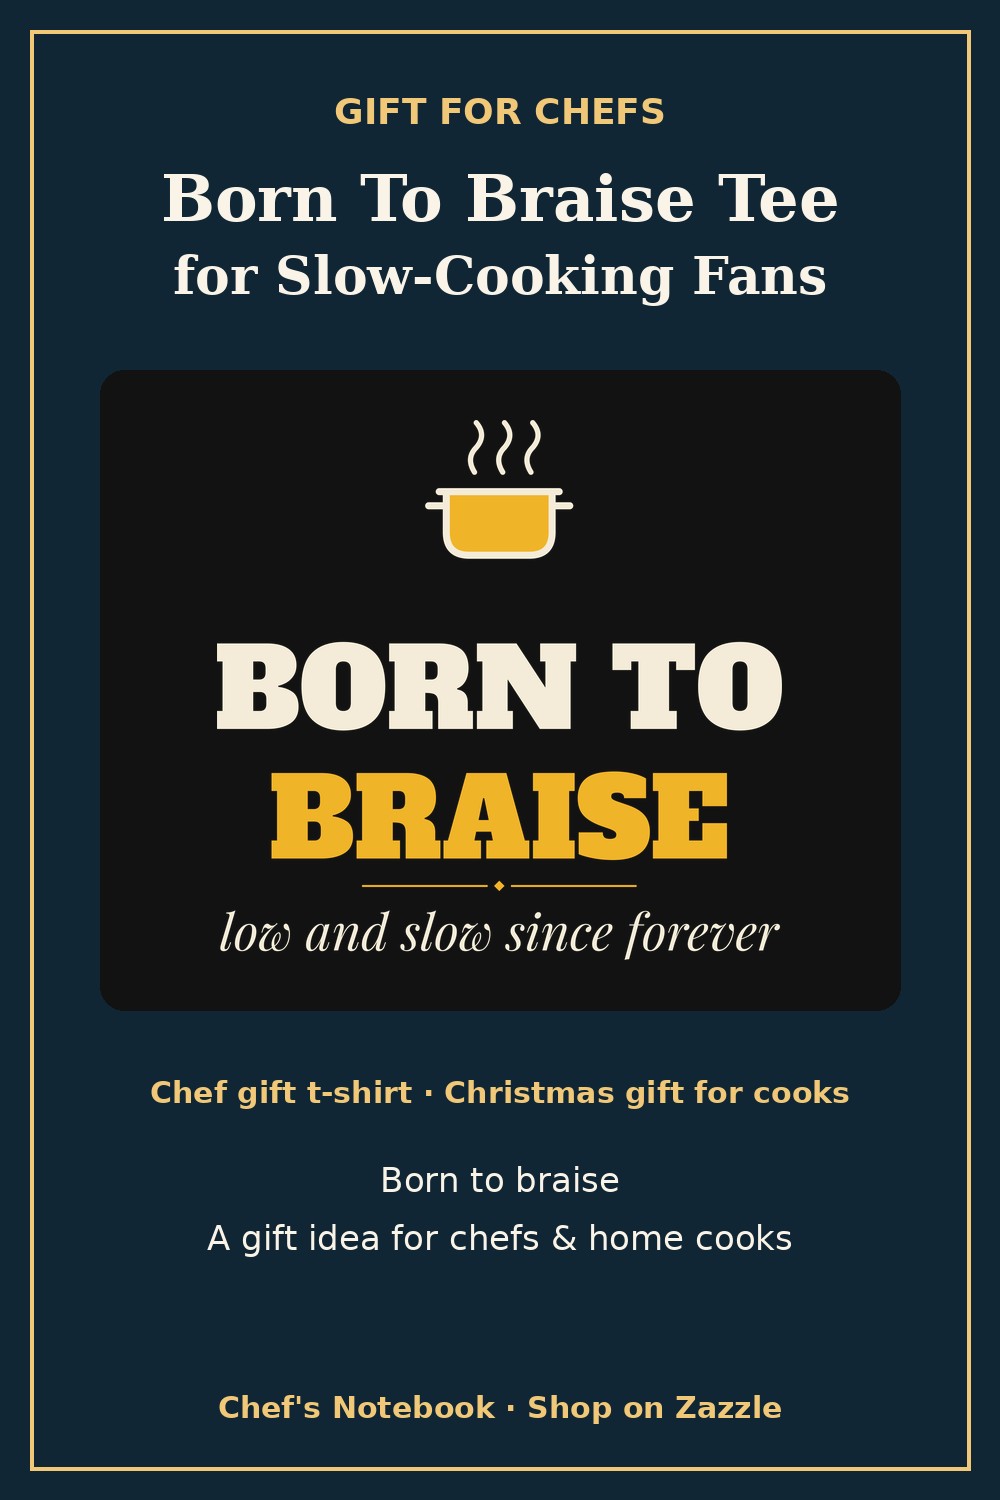 GIFT FOR CHEFS
Born To Braise Tee
for Slow-Cooking Fans
BORN TO
BRAISE
low and slow since forever
Chef gift t-shirt · Christmas gift for cooks
Born to braise
A gift idea for chefs & home cooks
Chef's Notebook · Shop on Zazzle